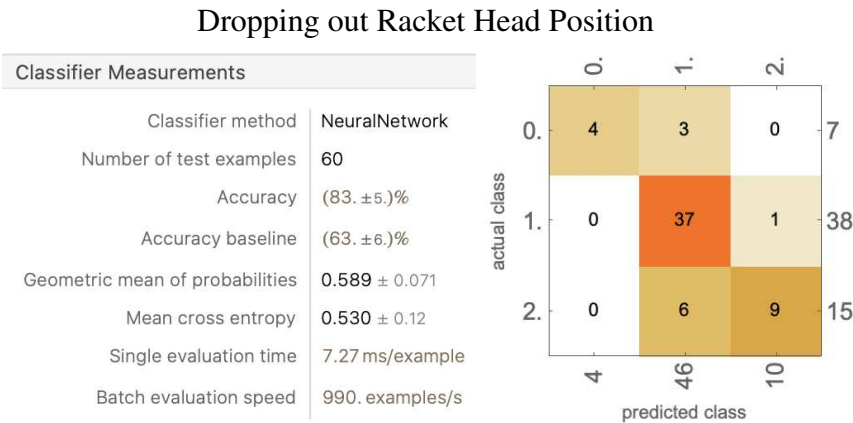 Dropping out Racket Head Position
Classifier Measurements
Classifier method NeuralNetwork
Number of test examples 60
Accuracy (83. ±5.)%
Accuracy baseline (63. ±6.)%
Geometric mean of probabilities 0.589 ± 0.071
Mean cross entropy 0.530 ± 0.12
Single evaluation time 7.27 ms/example
Batch evaluation speed 990. examples/s
0. 1. 2.
0. 4 3 0 7
actual class
1. 0 37 1 38
2. 0 6 9 15
4 46 10
predicted class